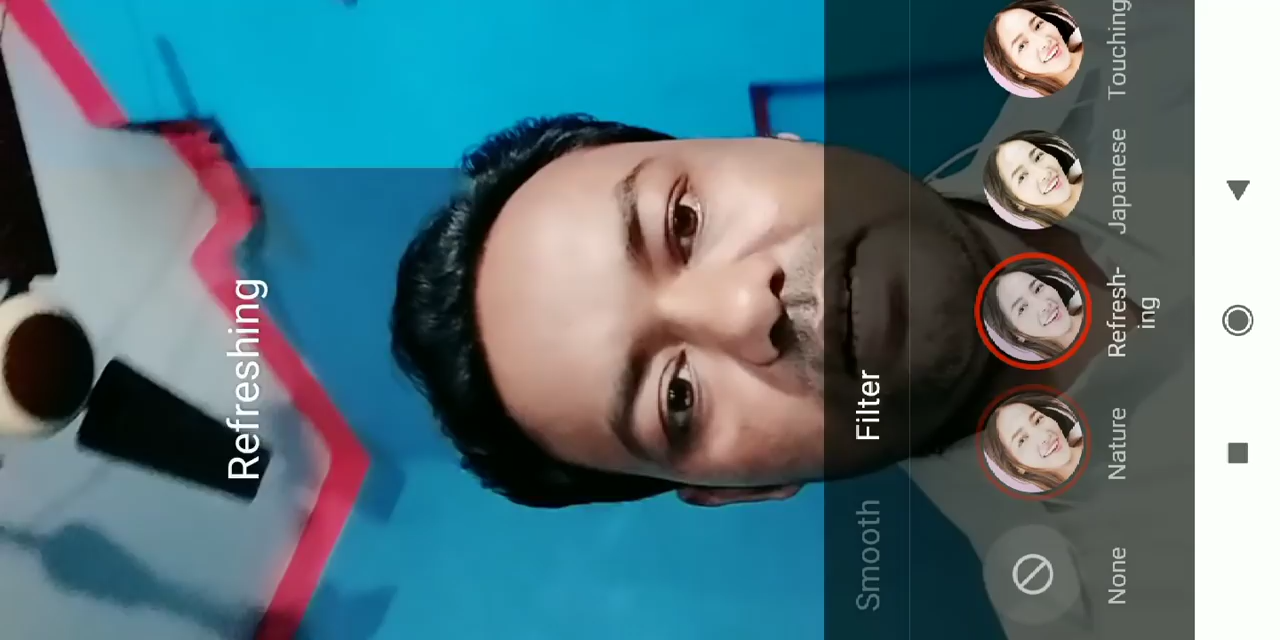 Refreshing
Smooth
Filter
None
Nature
Refresh-
ing
Japanese
Touching